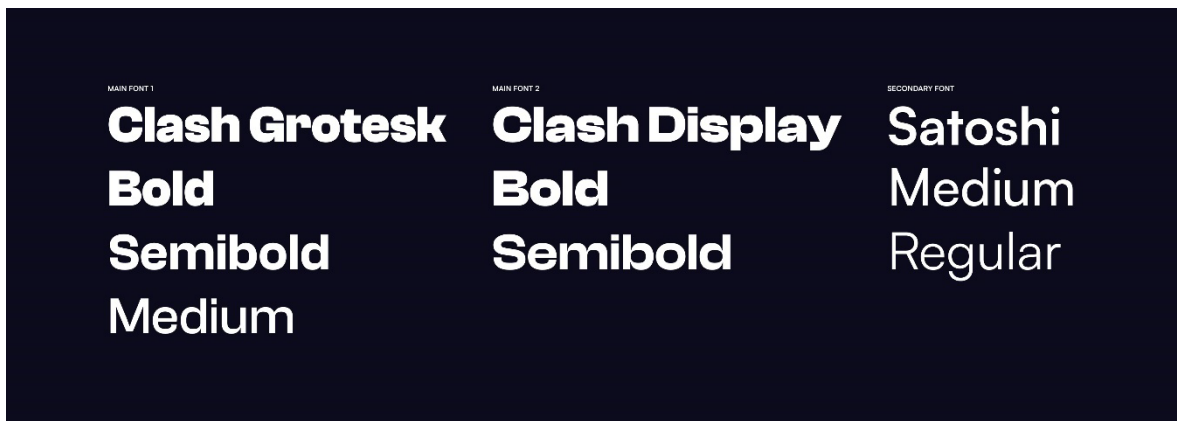 MAIN FONT 1
Clash Grotesk
Bold
Semibold
Medium
MAIN FONT 2
Clash Display
Bold
Semibold
SECONDARY FONT
Satoshi
Medium
Regular